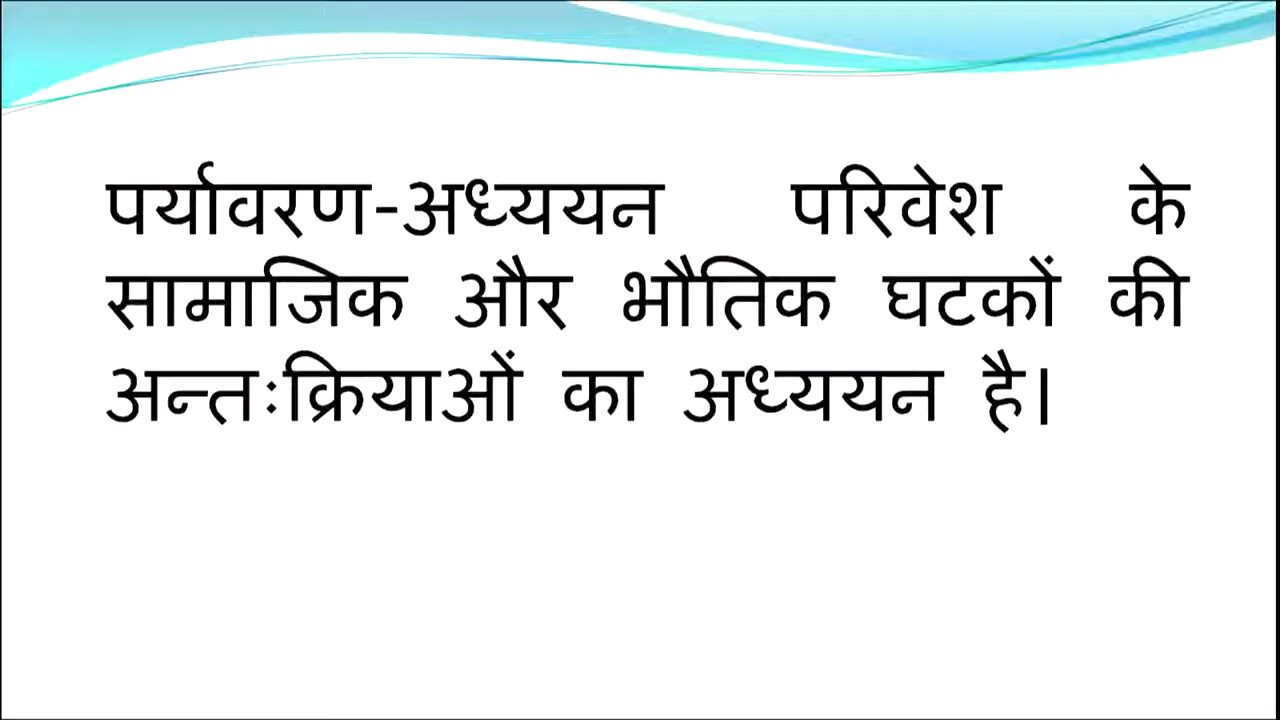 पर्यावरण-अध्ययन परिवेश के
सामाजिक और भौतिक घटकों की
अन्तःक्रियाओं का अध्ययन है।